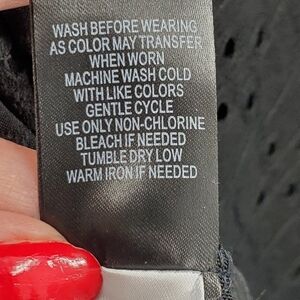 WASH BEFORE WEARING
AS COLOR MAY TRANSFER
WHEN WORN
MACHINE WASH COLD
WITH LIKE COLORS
GENTLE CYCLE
USE ONLY NON-CHLORINE
BLEACH IF NEEDED
TUMBLE DRY LOW
WARM IRON IF NEEDED